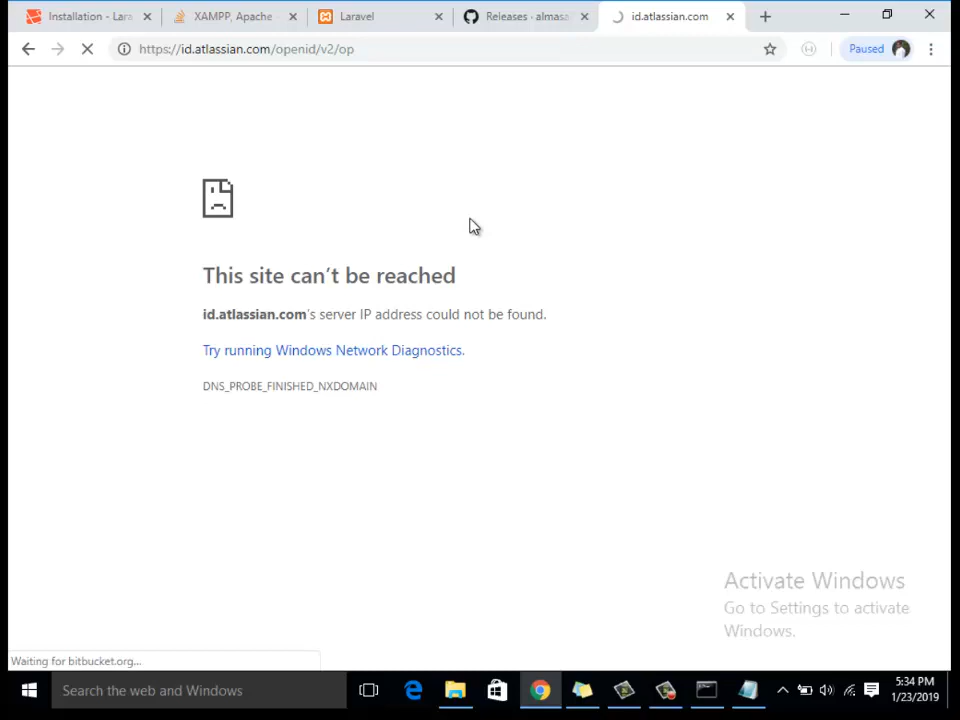 Installation - Lara
XAMPP, Apache
Laravel
Releases · almasa
id.atlassian.com
https://id.atlassian.com/openid/v2/op
Paused
This site can't be reached
id.atlassian.com's server IP address could not be found.
Try running Windows Network Diagnostics.
DNS_PROBE_FINISHED_NXDOMAIN
Activate Windows
Go to Settings to activate
Windows.
Waiting for bitbucket.org...
Search the web and Windows
5:34 PM
1/23/2019